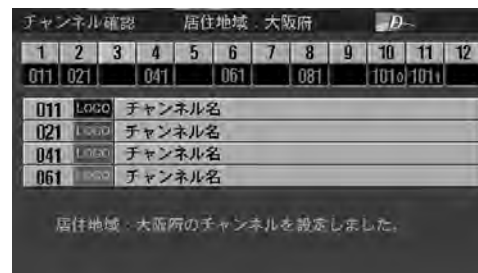 チャンネル確認 居住地域：大阪府 D
1 2 3 4 5 6 7 8 9 10 11 12
011 021 041 061 081 1010 1011
011 LOGO チャンネル名
021 LOGO チャンネル名
041 LOGO チャンネル名
061 LOGO チャンネル名
居住地域：大阪府のチャンネルを設定しました。